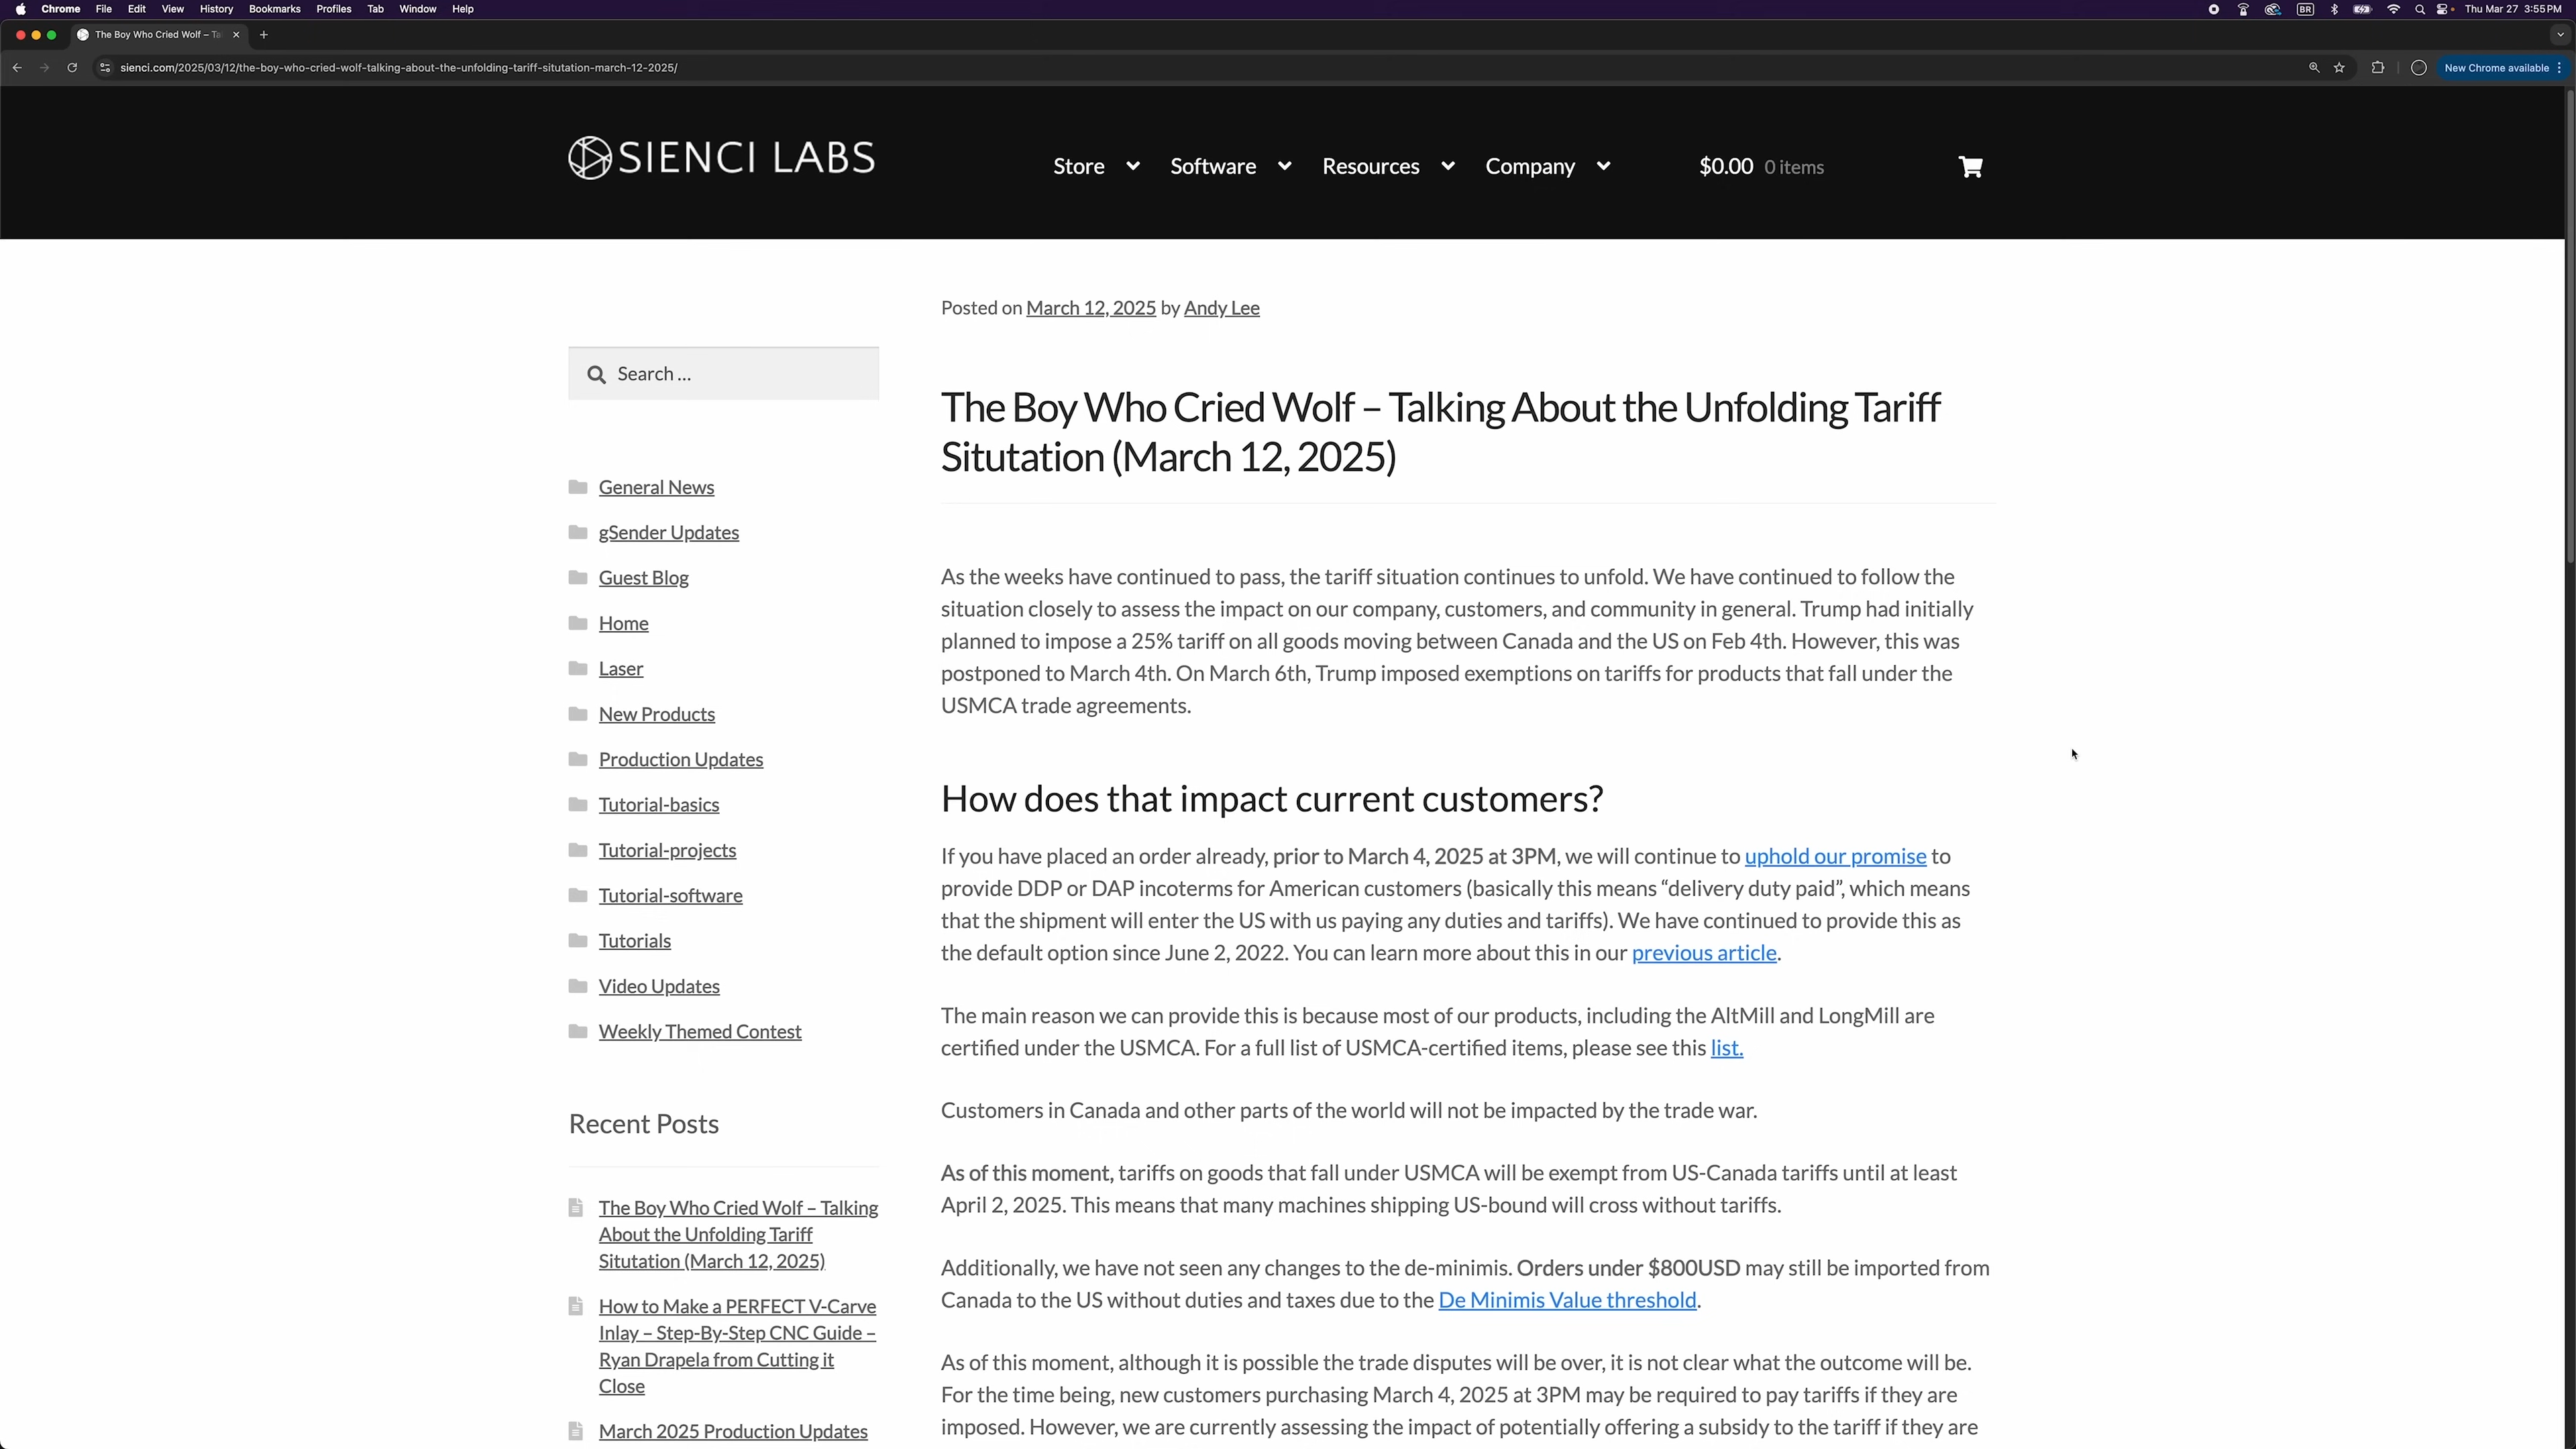 Chrome File Edit View History Bookmarks Profiles Tab Window Help
BR
Thu Mar 27 3:55 PM
The Boy Who Cried Wolf – Ta
sienci.com/2025/03/12/the-boy-who-cried-wolf-talking-about-the-unfolding-tariff-situtation-march-12-2025/
New Chrome available
SIENCI LABS
Store Software Resources Company $0.00 0 items
Posted on March 12, 2025 by Andy Lee
The Boy Who Cried Wolf – Talking About the Unfolding Tariff
Situtation (March 12, 2025)
As the weeks have continued to pass, the tariff situation continues to unfold. We have continued to follow the
situation closely to assess the impact on our company, customers, and community in general. Trump had initially
planned to impose a 25% tariff on all goods moving between Canada and the US on Feb 4th. However, this was
postponed to March 4th. On March 6th, Trump imposed exemptions on tariffs for products that fall under the
USMCA trade agreements.
How does that impact current customers?
If you have placed an order already, prior to March 4, 2025 at 3PM, we will continue to uphold our promise to
provide DDP or DAP incoterms for American customers (basically this means “delivery duty paid”, which means
that the shipment will enter the US with us paying any duties and tariffs). We have continued to provide this as
the default option since June 2, 2022. You can learn more about this in our previous article.
The main reason we can provide this is because most of our products, including the AltMill and LongMill are
certified under the USMCA. For a full list of USMCA-certified items, please see this list.
Customers in Canada and other parts of the world will not be impacted by the trade war.
As of this moment, tariffs on goods that fall under USMCA will be exempt from US-Canada tariffs until at least
April 2, 2025. This means that many machines shipping US-bound will cross without tariffs.
Additionally, we have not seen any changes to the de-minimis. Orders under $800USD may still be imported from
Canada to the US without duties and taxes due to the De Minimis Value threshold.
As of this moment, although it is possible the trade disputes will be over, it is not clear what the outcome will be.
For the time being, new customers purchasing March 4, 2025 at 3PM may be required to pay tariffs if they are
imposed. However, we are currently assessing the impact of potentially offering a subsidy to the tariff if they are
Search …
General News
gSender Updates
Guest Blog
Home
Laser
New Products
Production Updates
Tutorial-basics
Tutorial-projects
Tutorial-software
Tutorials
Video Updates
Weekly Themed Contest
Recent Posts
The Boy Who Cried Wolf – Talking
About the Unfolding Tariff
Situtation (March 12, 2025)
How to Make a PERFECT V-Carve
Inlay – Step-By-Step CNC Guide –
Ryan Drapela from Cutting it
Close
March 2025 Production Updates